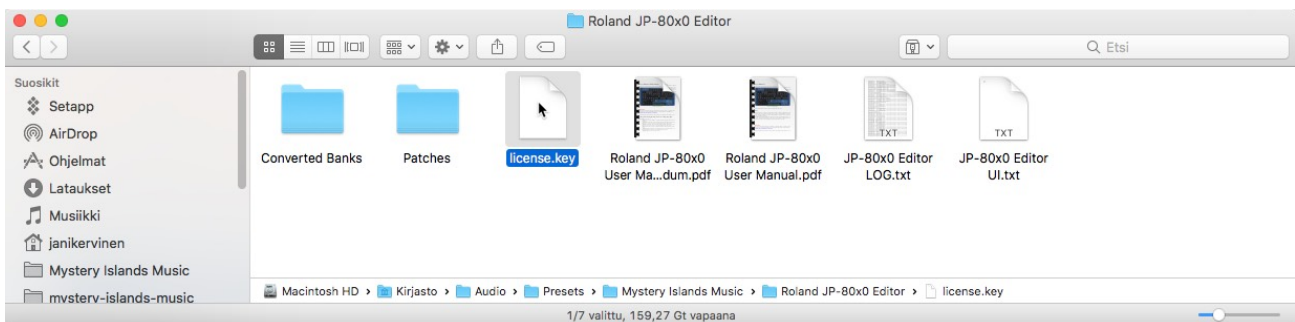 Roland JP-80x0 Editor
Etsi
Suosikit
Setapp
AirDrop
Ohjelmat
Lataukset
Musiikki
janikervinen
Mystery Islands Music
mystery-islands-music
Converted Banks
Patches
license.key
Roland JP-80x0
User Ma...dum.pdf
Roland JP-80x0
User Manual.pdf
TXT
JP-80x0 Editor
LOG.txt
TXT
JP-80x0 Editor
UI.txt
Macintosh HD › Kirjasto › Audio › Presets › Mystery Islands Music › Roland JP-80x0 Editor › license.key
1/7 valittu, 159,27 Gt vapaana